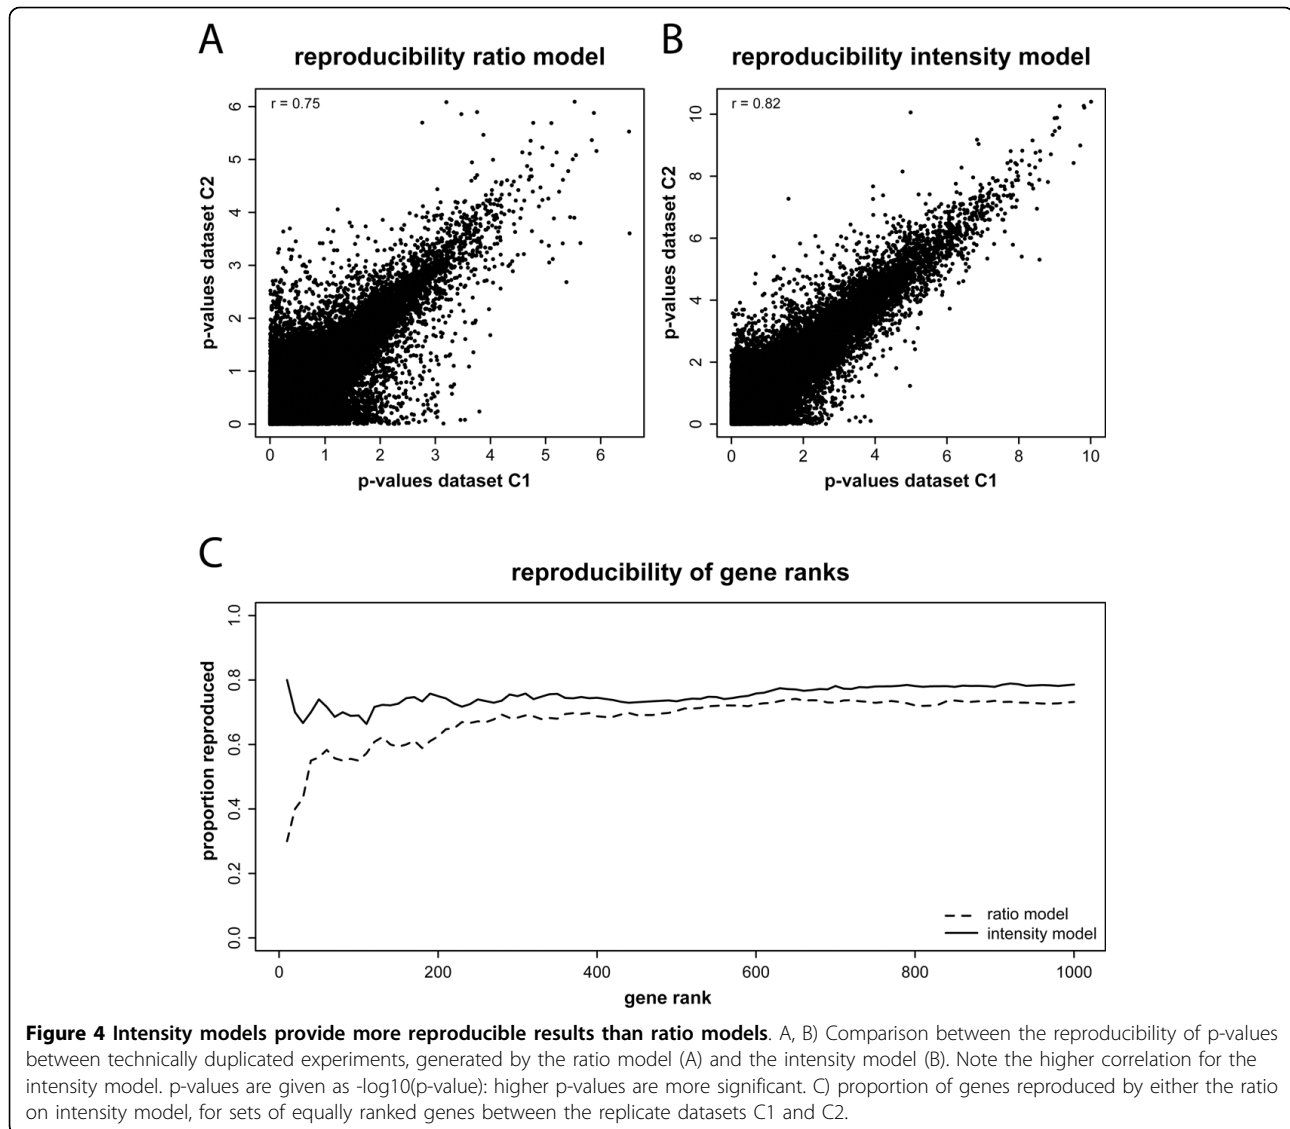 A
reproducibility ratio model
r = 0.75
6
5
4
3
2
1
0
p-values dataset C2
0 1 2 3 4 5 6
p-values dataset C1
B
reproducibility intensity model
r = 0.82
10
8
6
4
2
0
p-values dataset C2
0 2 4 6 8 10
p-values dataset C1
C
reproducibility of gene ranks
1.0
0.8
0.6
0.4
0.2
0.0
proportion reproduced
ratio model
intensity model
0 200 400 600 800 1000
gene rank
Figure 4 Intensity models provide more reproducible results than ratio models. A, B) Comparison between the reproducibility of p-values
between technically duplicated experiments, generated by the ratio model (A) and the intensity model (B). Note the higher correlation for the
intensity model. p-values are given as -log10(p-value): higher p-values are more significant. C) proportion of genes reproduced by either the ratio
on intensity model, for sets of equally ranked genes between the replicate datasets C1 and C2.